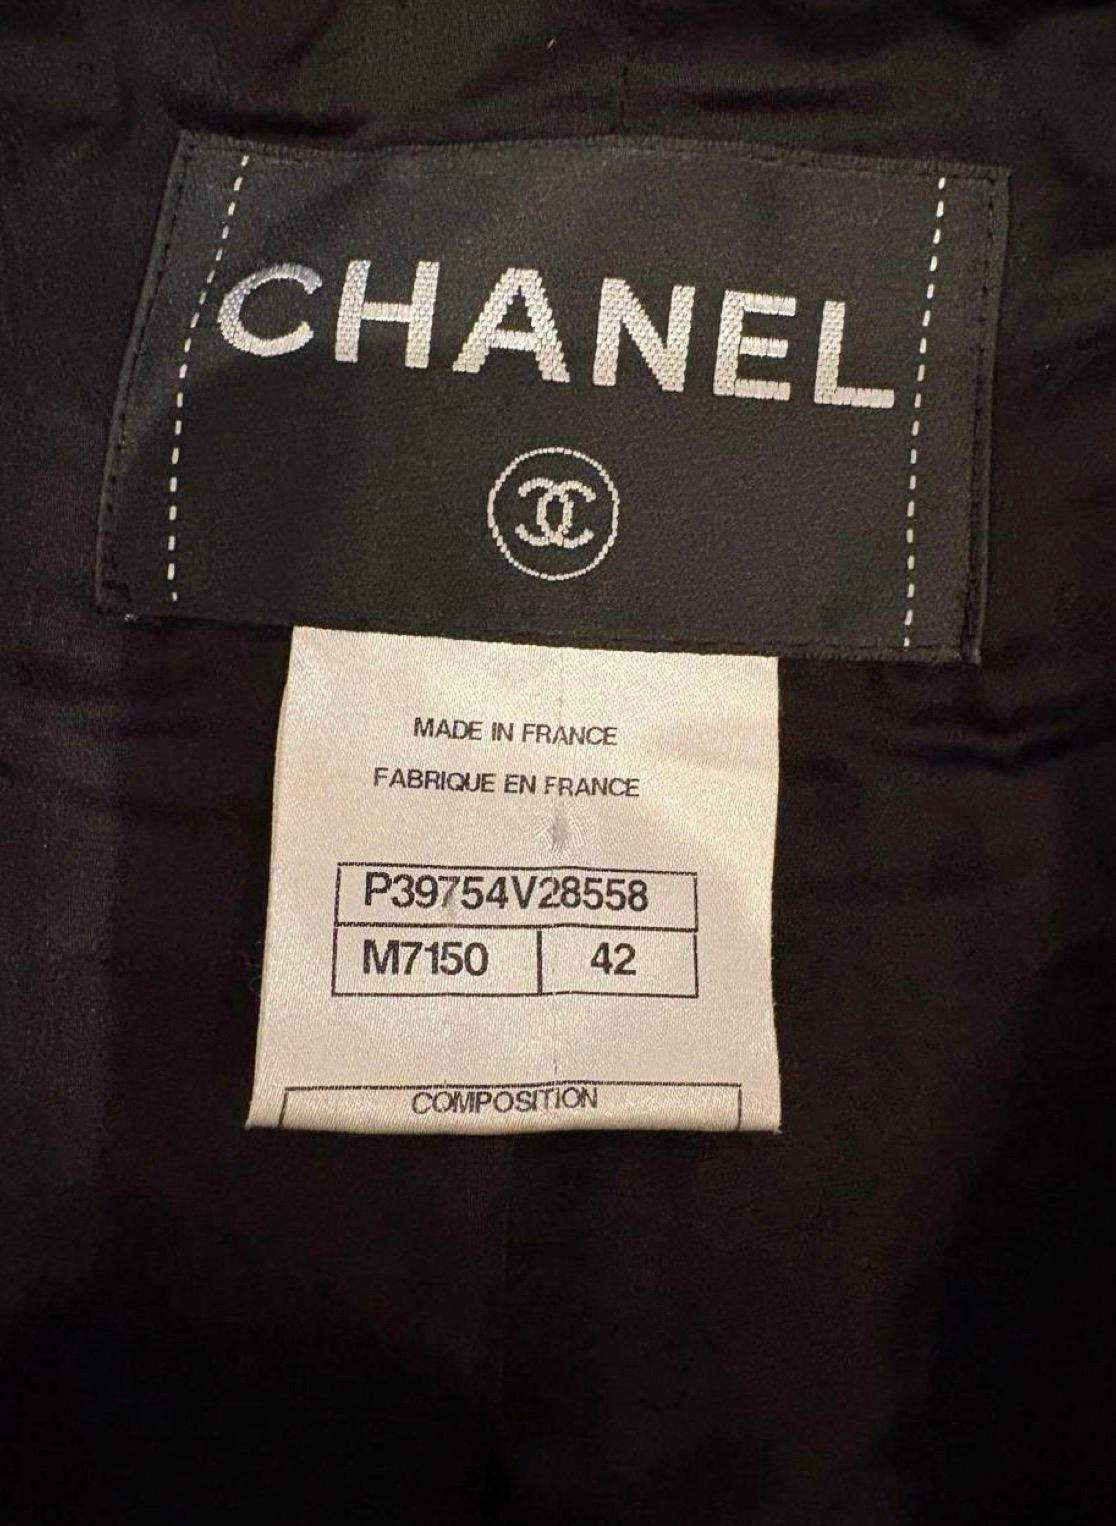 CHANEL
MADE IN FRANCE
FABRIQUE EN FRANCE
P39754V28558
M7150 42
COMPOSITION